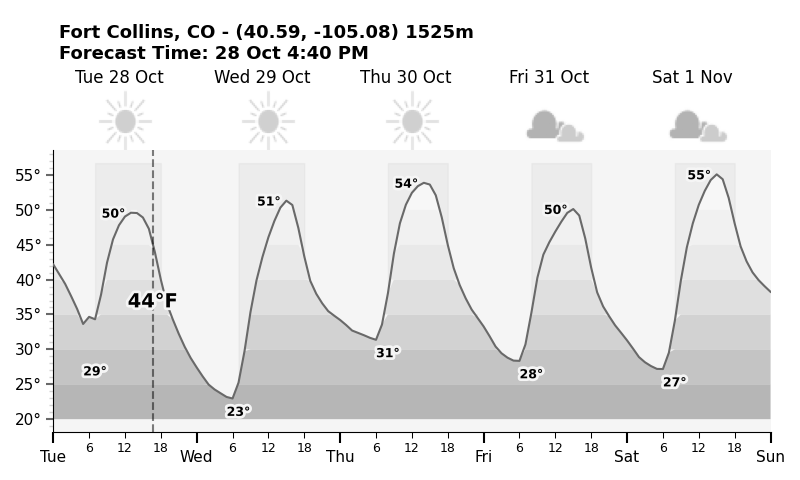 Fort Collins, CO - (40.59, -105.08) 1525m
Forecast Time: 28 Oct 4:40 PM
Tue 28 Oct Wed 29 Oct Thu 30 Oct Fri 31 Oct Sat 1 Nov
55°
50°
45°
40°
35°
30°
25°
20°
50° 51° 54° 50° 55°
44°F
29° 23° 31° 28° 27°
6 12 18 6 12 18 6 12 18 6 12 18 6 12 18
Tue Wed Thu Fri Sat Sun